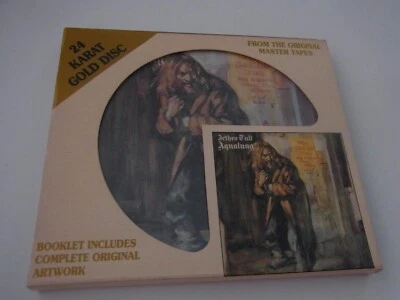 24
KARAT
GOLD DISC
FROM THE ORIGINAL
MASTER TAPES
Jethro Tull
Aqualung
BOOKLET INCLUDES
COMPLETE ORIGINAL
ARTWORK